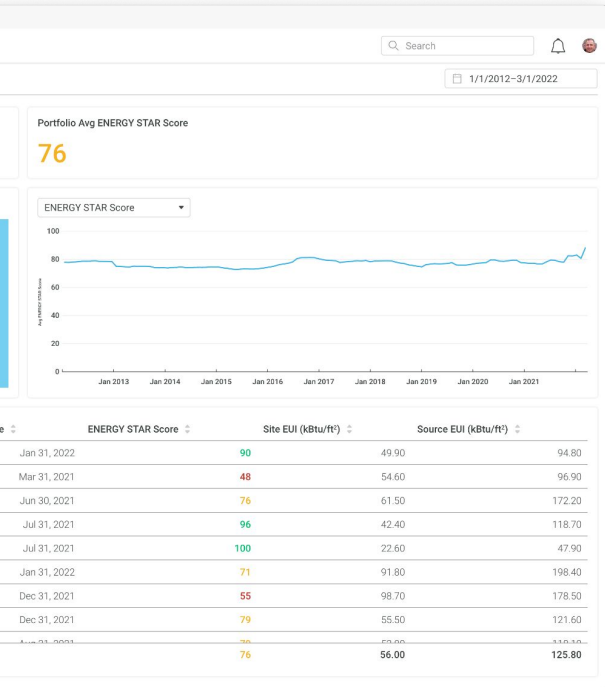 Search
1/1/2012–3/1/2022
Portfolio Avg ENERGY STAR Score
76
ENERGY STAR Score
100
80
60
40
20
0
Avg ENERGY STAR Score
Jan 2013 Jan 2014 Jan 2015 Jan 2016 Jan 2017 Jan 2018 Jan 2019 Jan 2020 Jan 2021
e ENERGY STAR Score Site EUI (kBtu/ft²) Source EUI (kBtu/ft²)
Jan 31, 2022 90 49.90 94.80
Mar 31, 2021 48 54.60 96.90
Jun 30, 2021 76 61.50 172.20
Jul 31, 2021 96 42.40 118.70
Jul 31, 2021 100 22.60 47.90
Jan 31, 2022 71 91.80 198.40
Dec 31, 2021 55 98.70 178.50
Dec 31, 2021 79 55.50 121.60
76 56.00 125.80